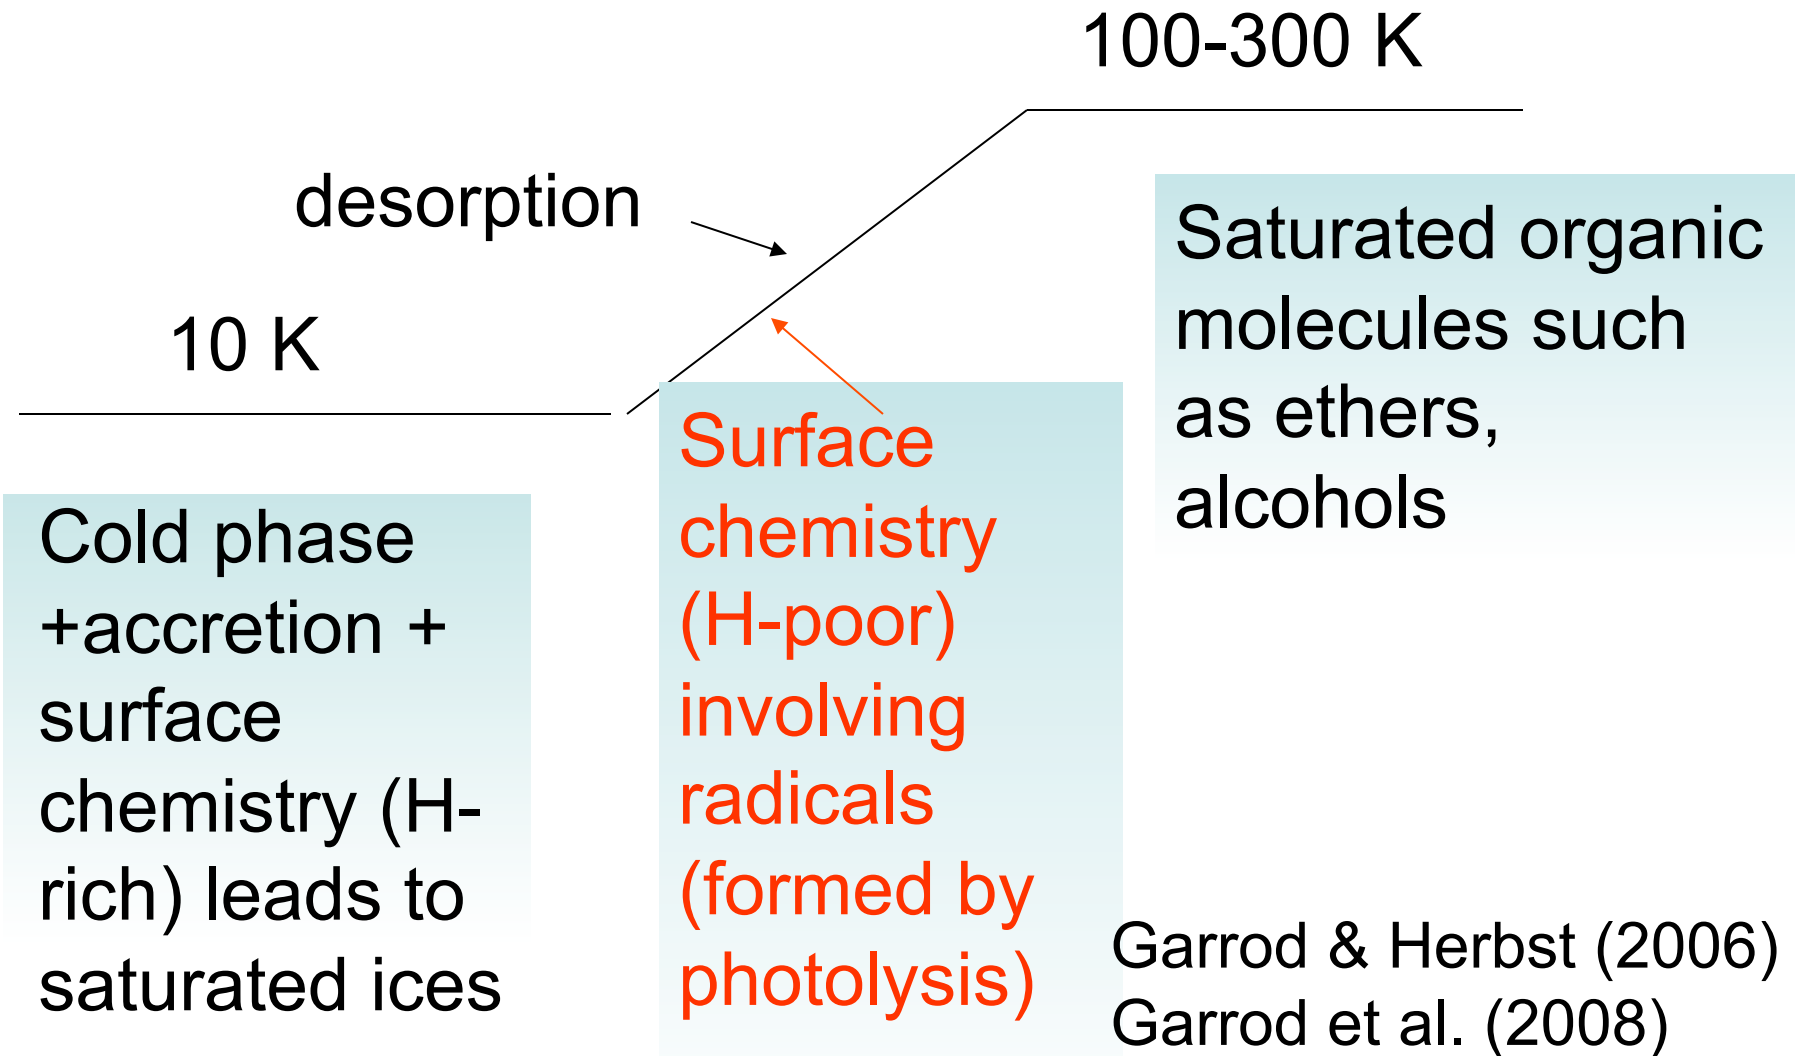 100-300 K
desorption
10 K
Saturated organic
molecules such
as ethers,
alcohols
Cold phase
+accretion +
surface
chemistry (H-
rich) leads to
saturated ices
Surface
chemistry
(H-poor)
involving
radicals
(formed by
photolysis)
Garrod & Herbst (2006)
Garrod et al. (2008)